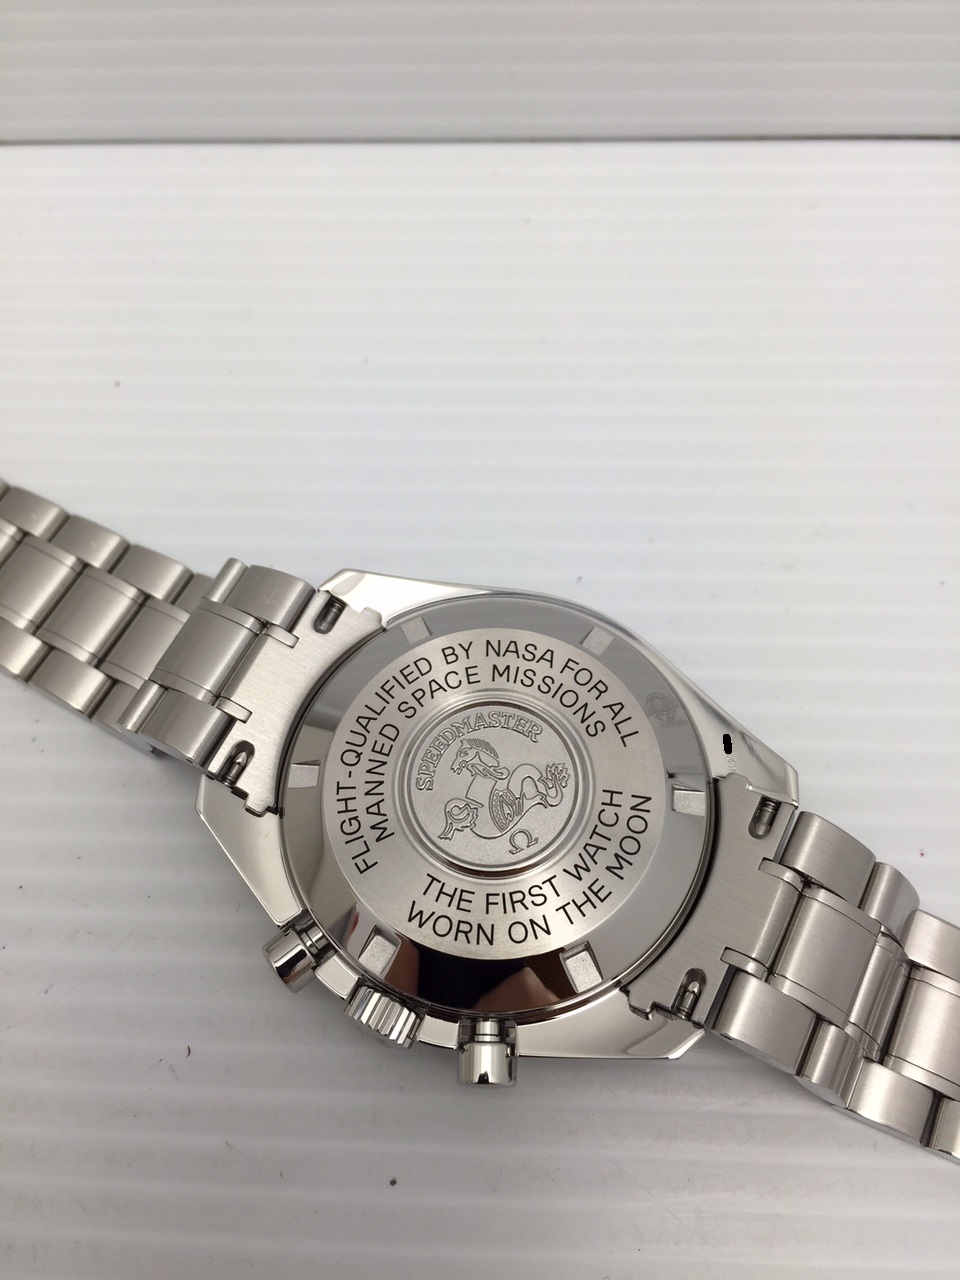 FLIGHT-QUALIFIED BY NASA FOR ALL
MANNED SPACE MISSIONS
SPEEDMASTER
Ω
THE FIRST WATCH
WORN ON THE MOON